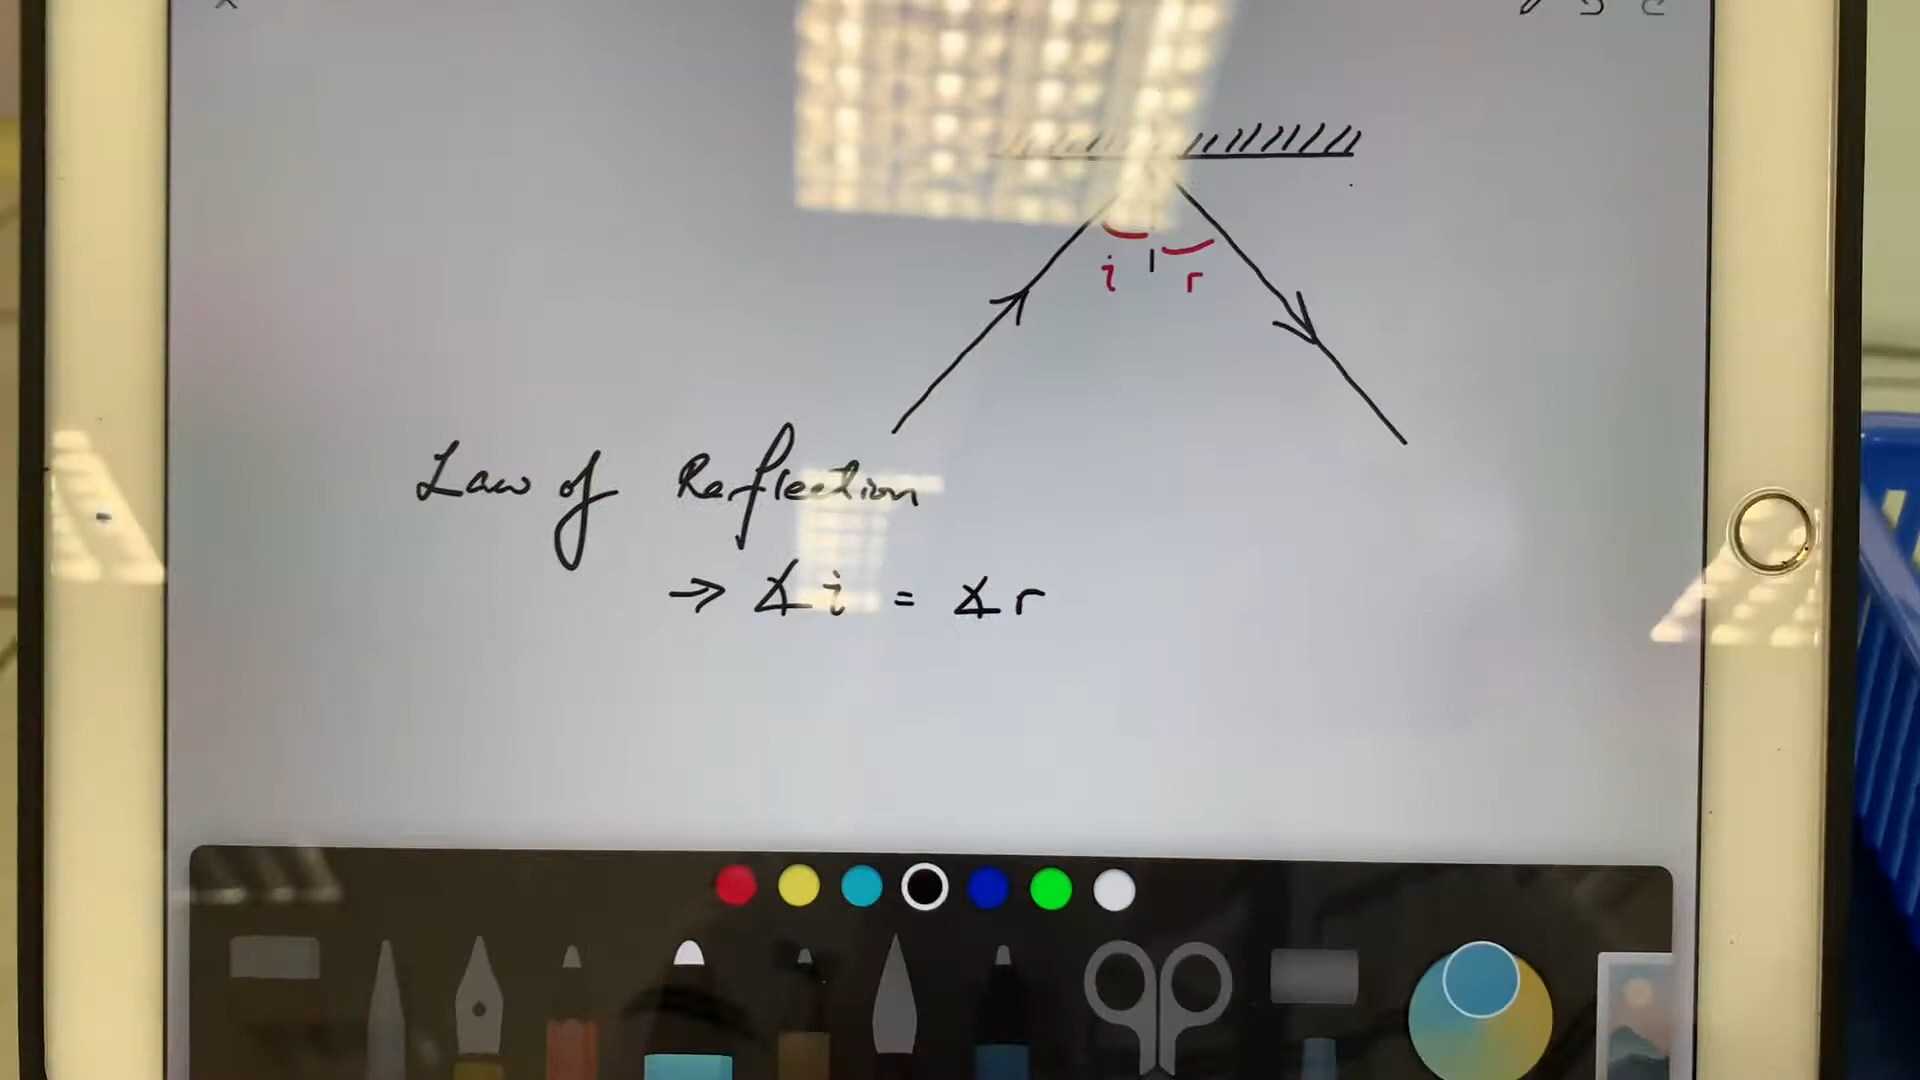 i r
Law of Reflection
→ ∡i = ∡r